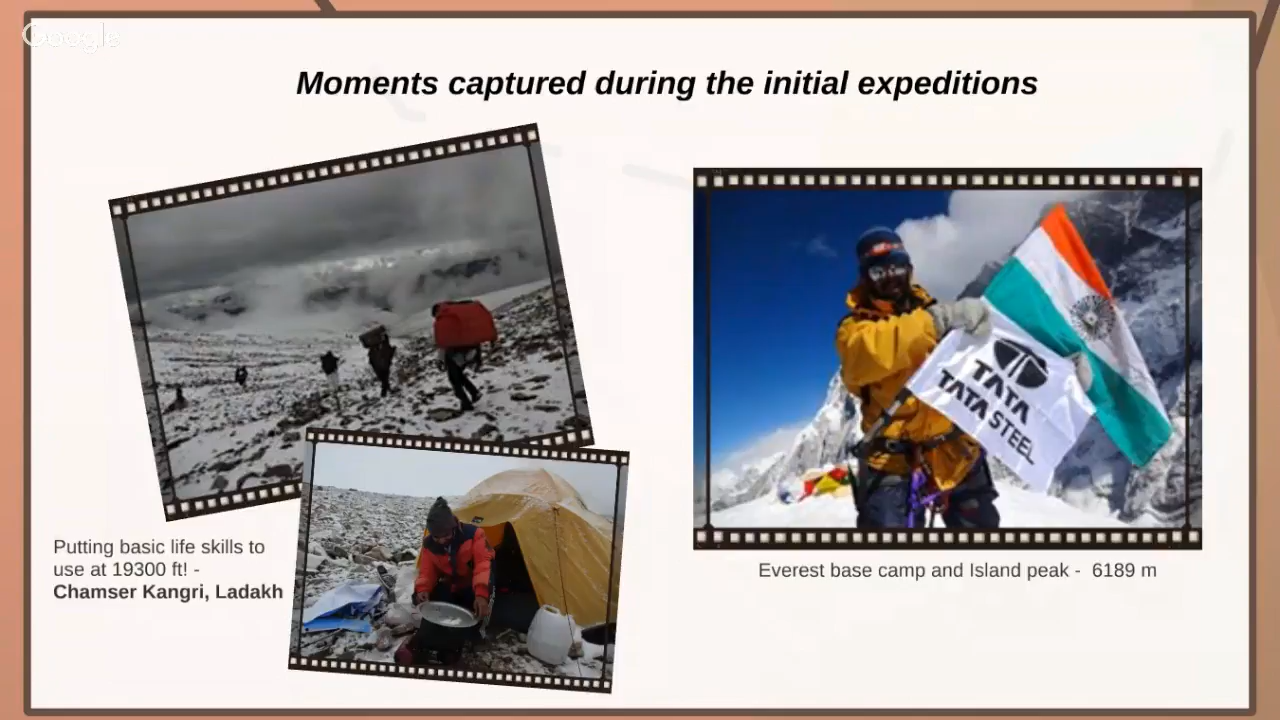 Google
Moments captured during the initial expeditions
TATA
TATA STEEL
Putting basic life skills to
use at 19300 ft! -
Chamser Kangri, Ladakh
Everest base camp and Island peak - 6189 m